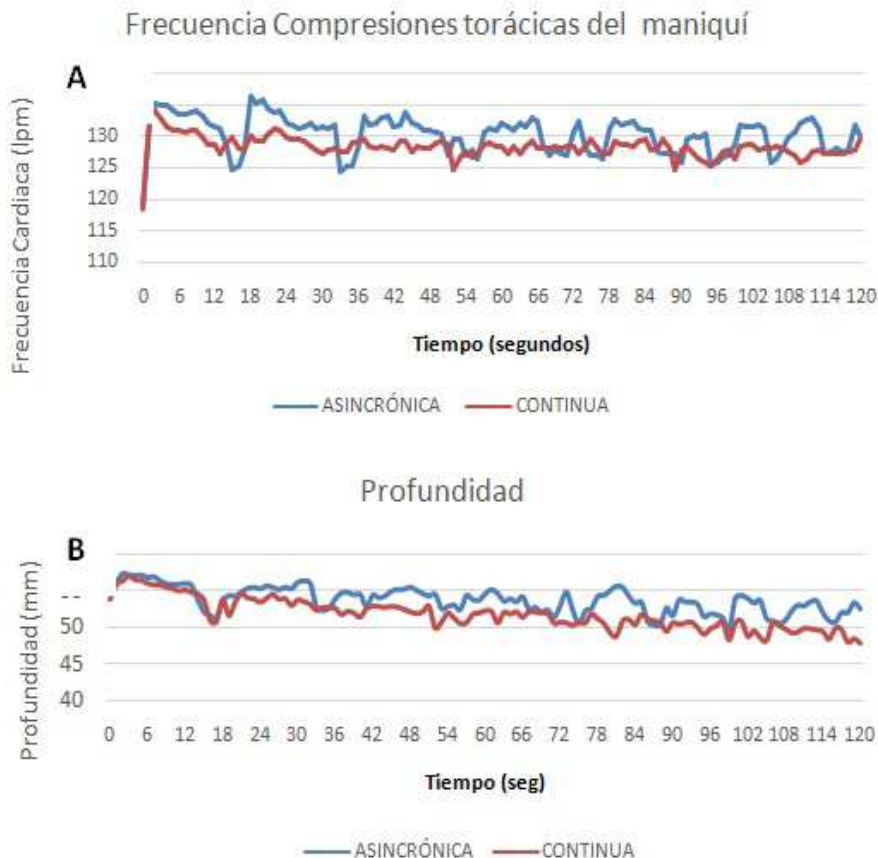 Frecuencia Compresiones torácicas del maniquí
A
Frecuencia Cardiaca (lpm)
130
125
120
115
110
0 6 12 18 24 30 36 42 48 54 60 66 72 78 84 90 96 102 108 114 120
Tiempo (segundos)
ASINCRÓNICA CONTINUA
Profundidad
B
Profundidad (mm)
--
50
45
40
0 6 12 18 24 30 36 42 48 54 60 66 72 78 84 90 96 102 108 114 120
Tiempo (seg)
ASINCRÓNICA CONTINUA